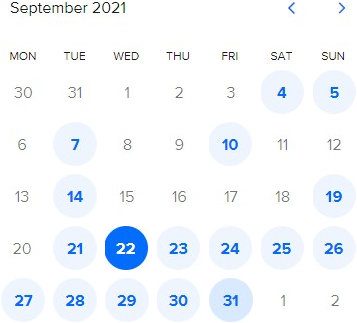 September 2021
MON TUE WED THU FRI SAT SUN
30 31 1 2 3 4 5
6 7 8 9 10 11 12
13 14 15 16 17 18 19
20 21 22 23 24 25 26
27 28 29 30 31 1 2